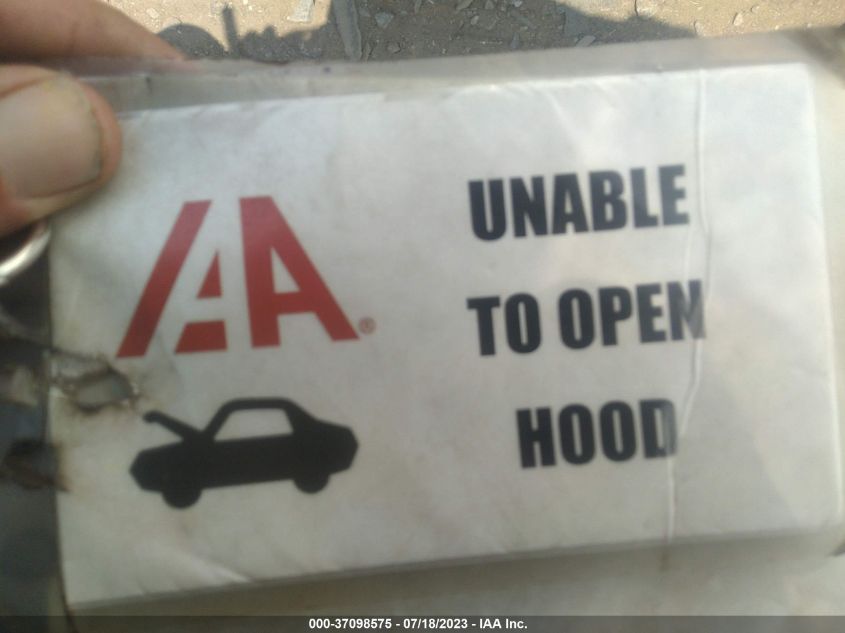 IAA®
UNABLE
TO OPEN
HOOD
000-37098575 - 07/18/2023 - IAA Inc.